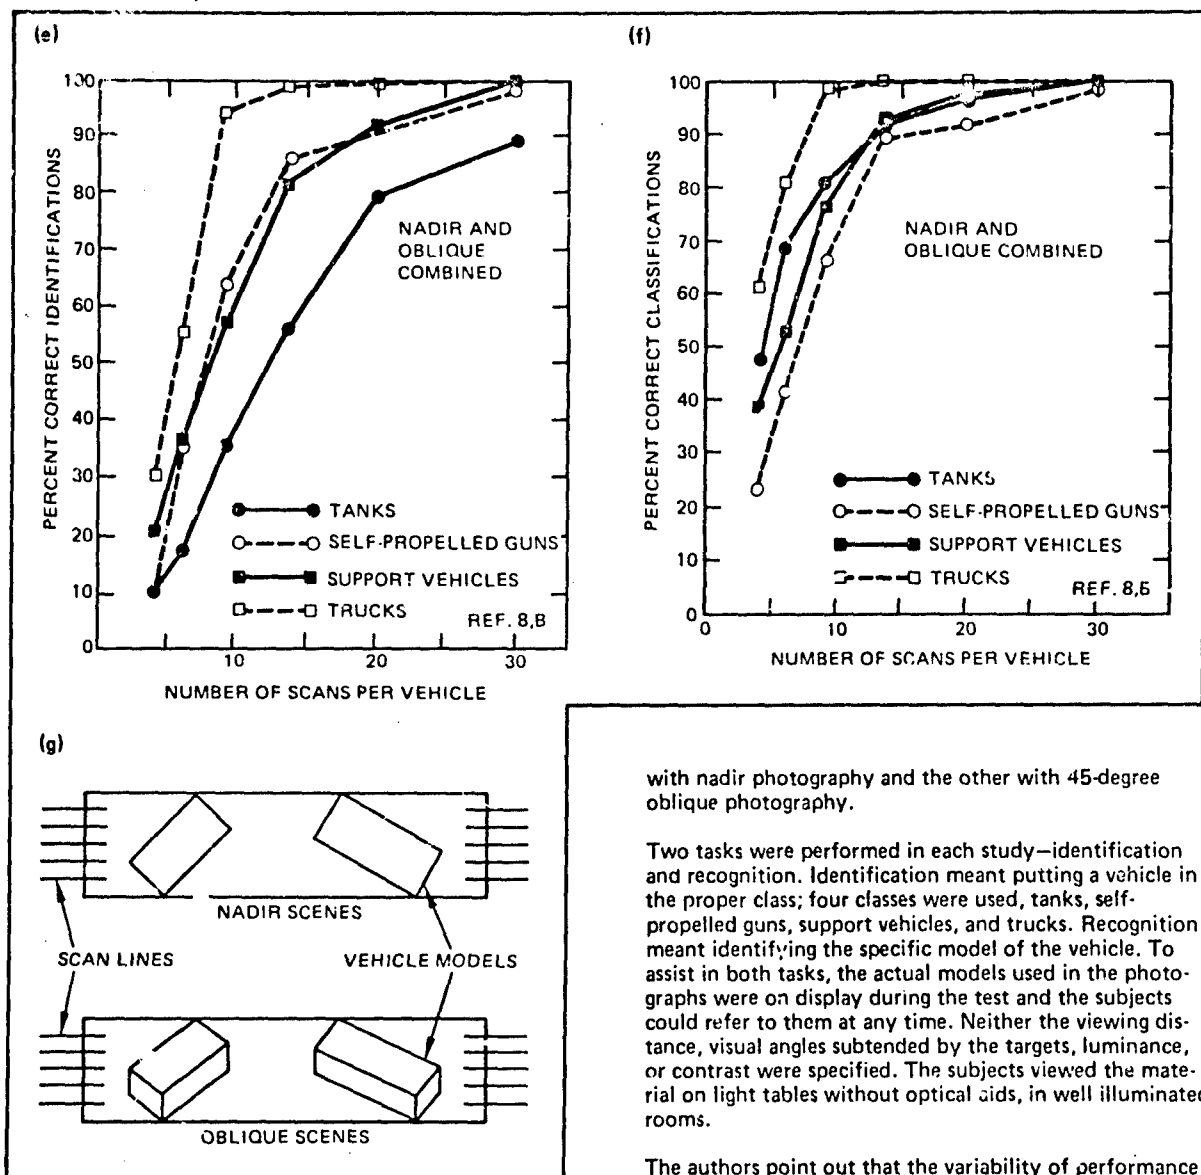 (e)
130
90
80
70
60
50
40
30
20
10
0
10
20
30
PERCENT CORRECT IDENTIFICATIONS
NADIR AND
OBLIQUE
COMBINED
TANKS
SELF-PROPELLED GUNS
SUPPORT VEHICLES
TRUCKS
REF. 8,B
NUMBER OF SCANS PER VEHICLE
(f)
100
90
80
70
60
50
40
30
20
10
0
0
10
20
30
PERCENT CORRECT CLASSIFICATIONS
NADIR AND
OBLIQUE COMBINED
TANKS
SELF-PROPELLED GUNS
SUPPORT VEHICLES
TRUCKS
REF. 8,
NUMBER OF SCANS PER VEHICLE
(g)
NADIR SCENES
SCAN LINES
VEHICLE MODELS
OBLIQUE SCENES
with nadir photography and the other with 45-degree
oblique photography.
Two tasks were performed in each study—identification
and recognition. Identification meant putting a vehicle in
the proper class; four classes were used, tanks, self-
propelled guns, support vehicles, and trucks. Recognition
meant identifying the specific model of the vehicle. To
assist in both tasks, the actual models used in the photo-
graphs were on display during the test and the subjects
could refer to them at any time. Neither the viewing dis-
tance, visual angles subtended by the targets, luminance,
or contrast were specified. The subjects viewed the mate-
rial on light tables without optical aids, in well illuminated
rooms.
The authors point out that the variability of performance